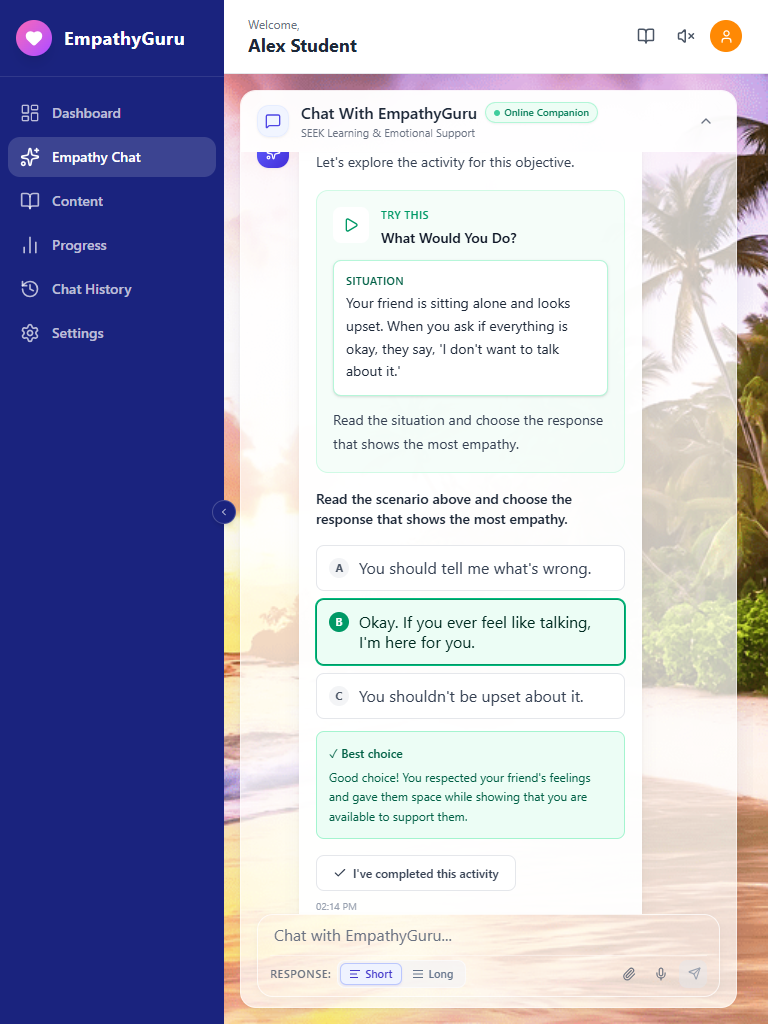 EmpathyGuru
Dashboard
Empathy Chat
Content
Progress
Chat History
Settings
Welcome,
Alex Student
Chat With EmpathyGuru
Online Companion
SEEK Learning & Emotional Support
Let's explore the activity for this objective.
TRY THIS
What Would You Do?
SITUATION
Your friend is sitting alone and looks
upset. When you ask if everything is
okay, they say, 'I don't want to talk
about it.'
Read the situation and choose the response
that shows the most empathy.
Read the scenario above and choose the
response that shows the most empathy.
A You should tell me what's wrong.
B Okay. If you ever feel like talking,
I'm here for you.
C You shouldn't be upset about it.
✓ Best choice
Good choice! You respected your friend's feelings
and gave them space while showing that you are
available to support them.
I've completed this activity
02:14 PM
Chat with EmpathyGuru...
RESPONSE: Short Long